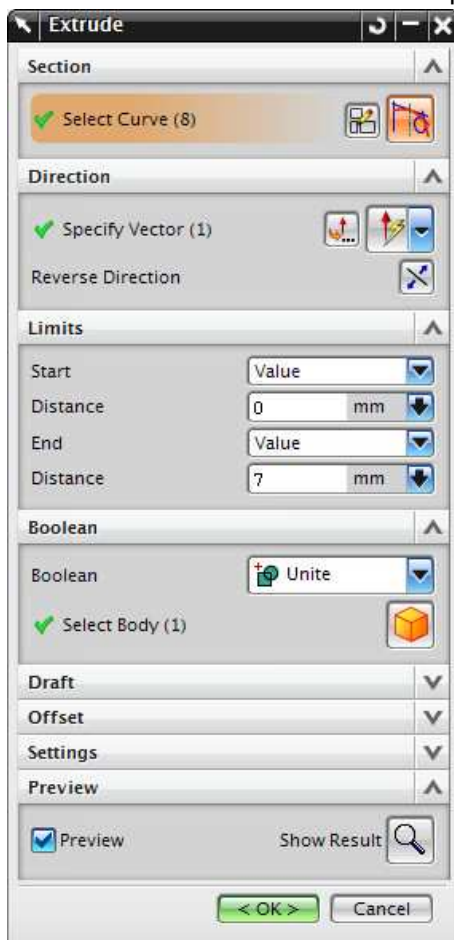 Extrude
Section
Select Curve (8)
Direction
Specify Vector (1)
Reverse Direction
Limits
Start Value
Distance 0 mm
End Value
Distance 7 mm
Boolean
Boolean Unite
Select Body (1)
Draft
Offset
Settings
Preview
Preview Show Result
< OK > Cancel